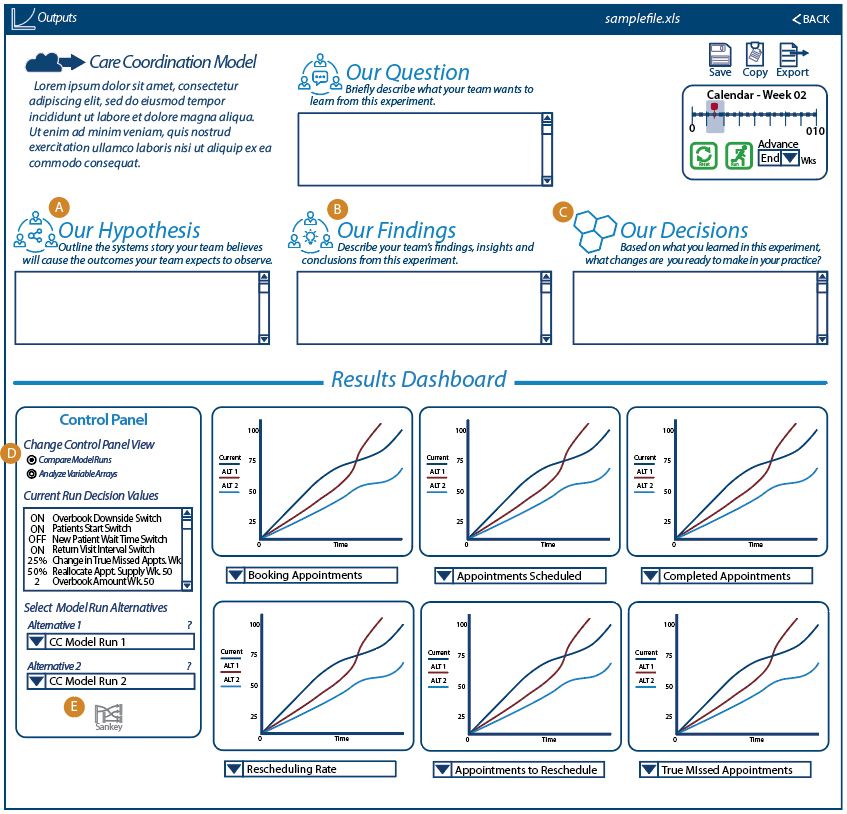 Outputs
samplefile.xls
<BACK
Care Coordination Model
Lorem ipsum dolor sit amet, consectetur
adipiscing elit, sed do eiusmod tempor
incididunt ut labore et dolore magna aliqua.
Ut enim ad minim veniam, quis nostrud
exercitation ullamco laboris nisi ut aliquip ex ea
commodo consequat.
Our Question
Briefly describe what your team wants to
learn from this experiment.
Save
Copy
Export
Calendar - Week 02
0
010
Reset
Run
Advance
End
Wks
A
Our Hypothesis
Outline the systems story your team believes
will cause the outcomes your team expects to observe.
B
Our Findings
Describe your team's findings, insights and
conclusions from this experiment.
C
Our Decisions
Based on what you learned in this experiment,
what changes are you ready to make in your practice?
Results Dashboard
Control Panel
D
Change Control Panel View
Compare Model Runs
Analyze Variable Arrays
Current Run Decision Values
ON Overbook Downside Switch
ON Patients Start Switch
OFF New Patient Wait Time Switch
ON Return Visit Interval Switch
25% Change in True Missed Appts. Wk
50% Reallocate Appt. Supply Wk. 50
2 Overbook Amount Wk. 50
Select Model Run Alternatives
Alternative 1 ?
CC Model Run 1
Alternative 2 ?
CC Model Run 2
E
Sankey
100
75
50
25
0
Time
Current
ALT 1
ALT 2
Booking Appointments
100
75
50
25
0
Time
Current
ALT 1
ALT 2
Appointments Scheduled
100
75
50
25
0
Time
Current
ALT 1
ALT 2
Completed Appointments
100
75
50
25
0
Time
Current
ALT 1
ALT 2
Rescheduling Rate
100
75
50
25
0
Time
Current
ALT 1
ALT 2
Appointments to Reschedule
100
75
50
25
0
Time
Current
ALT 1
ALT 2
True MIssed Appointments